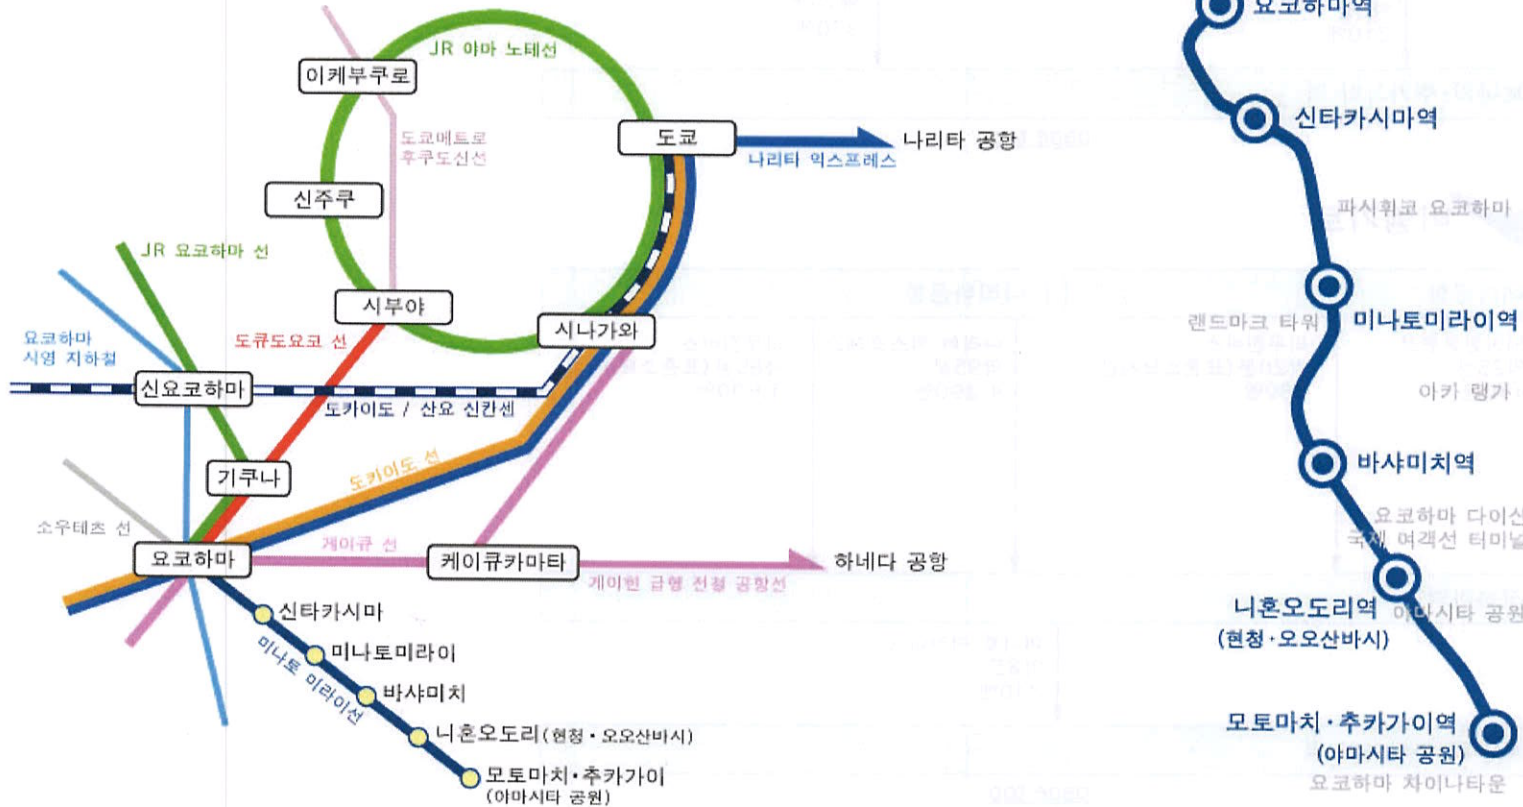 JR 야마 노테선
이케부쿠로
도쿄메트로
후쿠도신선
도쿄
나리타 공항
나리타 익스프레스
신주쿠
JR 요코하마 선
시부야
시나가와
요코하마
시영 지하철
도큐도요코 선
신요코하마
도카이도 / 산요 신칸센
기쿠나
도카이도 선
소우테츠 선
요코하마
게이큐 선
케이큐카마타
하네다 공항
게이힌 급행 전철 공항선
신타카시마
미나토미라이
미나토 미라이선
바샤미치
니혼오도리(현청・오오산바시)
모토마치・추카가이
(야마시타 공원)
요코하마역
신타카시마역
파시휘코 요코하마
랜드마크 타워
미나토미라이역
아카 랭가
바샤미치역
요코하마 다이산
국제 여객선 터미널
니혼오도리역
야마시타 공원
(현청・오오산바시)
모토마치・추카가이역
(야마시타 공원)
요코하마 차이나타운